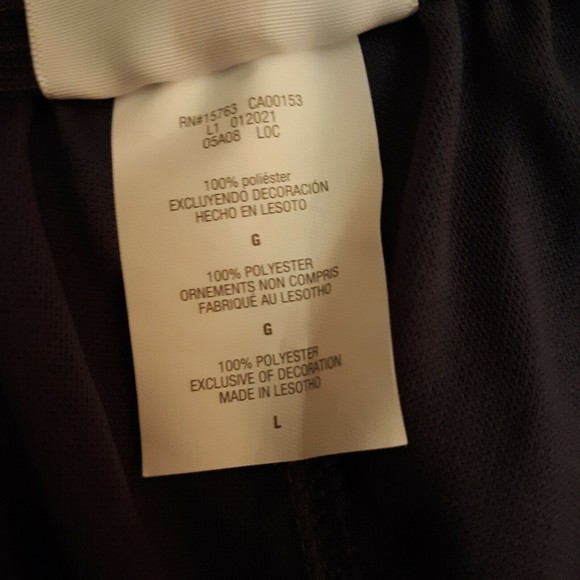 RN#15763 CA00153
L1 012021
05A08 LOC
100% poliéster
EXCLUYENDO DECORACIÓN
HECHO EN LESOTO
G
100% POLYESTER
ORNEMENTS NON COMPRIS
FABRIQUÉ AU LESOTHO
G
100% POLYESTER
EXCLUSIVE OF DECORATION
MADE IN LESOTHO
L